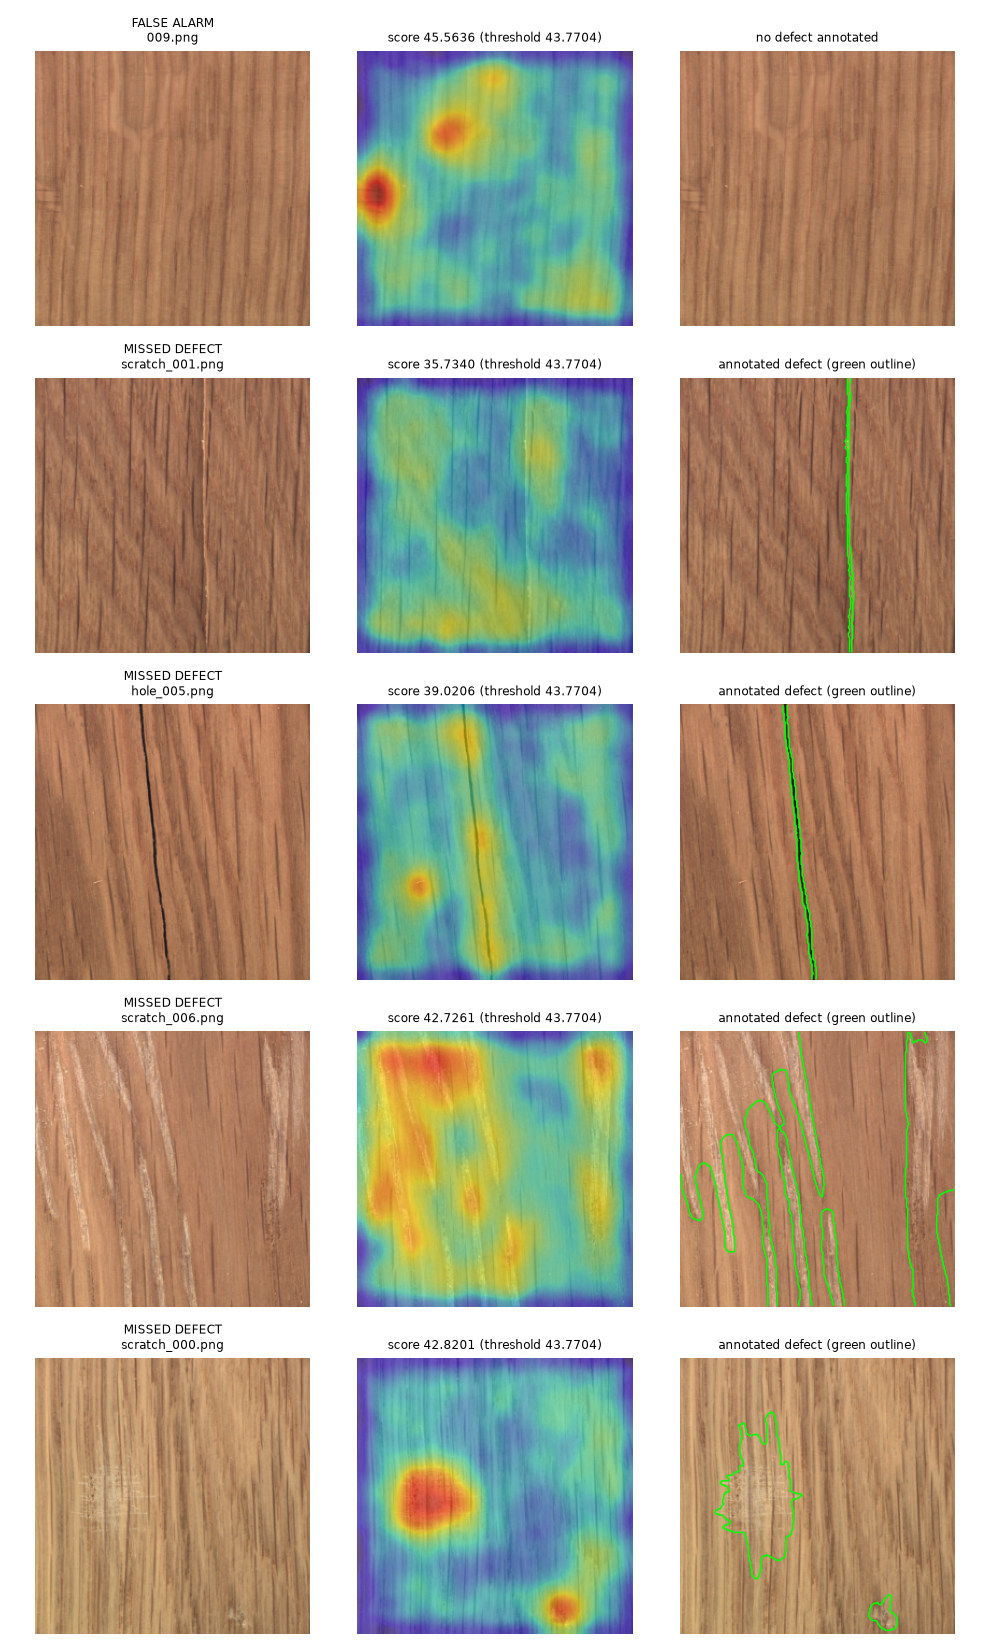 FALSE ALARM
009.png
score 45.5636 (threshold 43.7704)
no defect annotated
MISSED DEFECT
scratch_001.png
score 35.7340 (threshold 43.7704)
annotated defect (green outline)
MISSED DEFECT
hole_005.png
score 39.0206 (threshold 43.7704)
annotated defect (green outline)
MISSED DEFECT
scratch_006.png
score 42.7261 (threshold 43.7704)
annotated defect (green outline)
MISSED DEFECT
scratch_000.png
score 42.8201 (threshold 43.7704)
annotated defect (green outline)